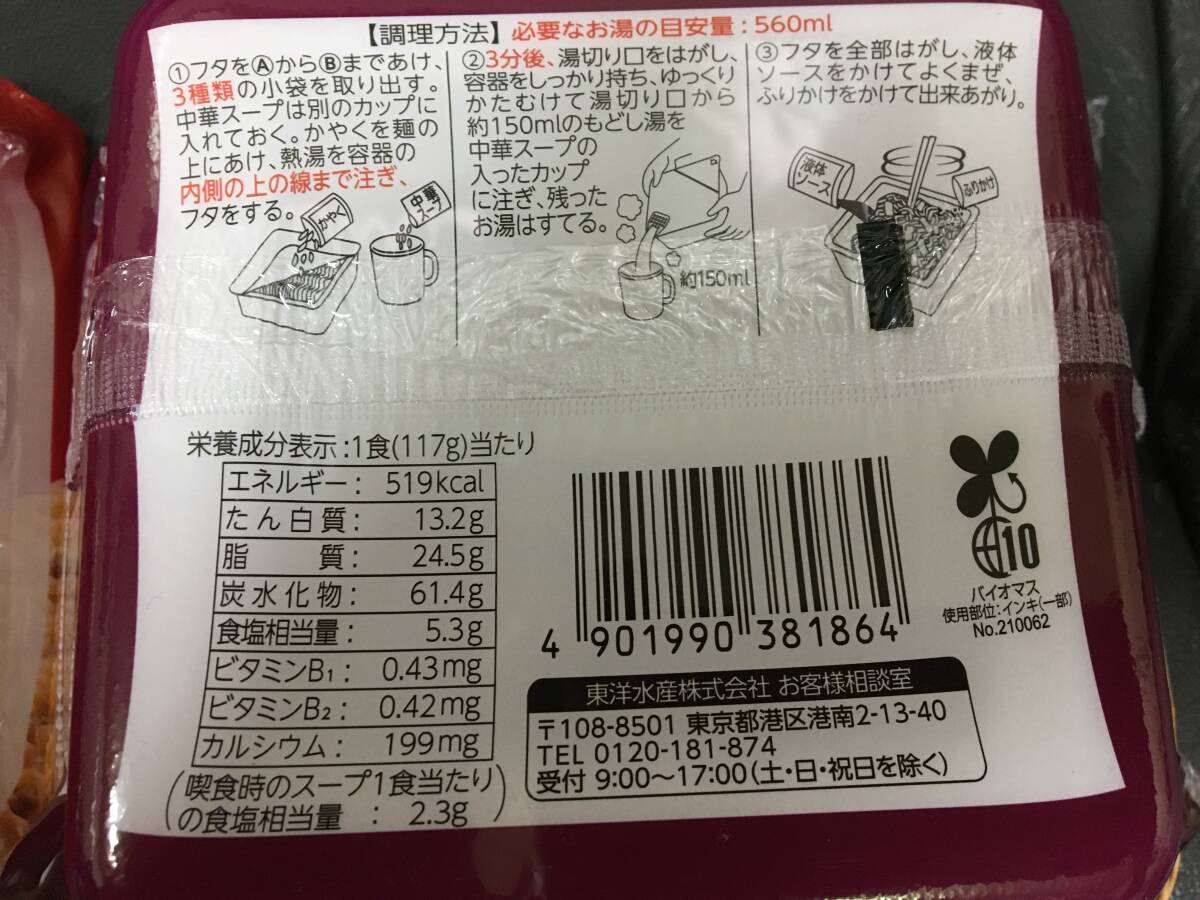 【調理方法】必要なお湯の目安量：560ml
①フタをⒶからⒷまであけ、
3種類の小袋を取り出す。
中華スープは別のカップに
入れておく。かやくを麺の
上にあけ、熱湯を容器の
内側の上の線まで注ぎ、
フタをする。
かやく
中華
スープ
②3分後、湯切り口をはがし、
容器をしっかり持ち、ゆっくり
かたむけて湯切り口から
約150mlのもどし湯を
中華スープの
入ったカップ
に注ぎ、残った
お湯はすてる。
約150ml
③フタを全部はがし、液体
ソースをかけてよくまぜ、
ふりかけをかけて出来あがり。
液体
ソース
ふりかけ
栄養成分表示：1食(117g)当たり
エネルギー： 519kcal
たん白質： 13.2g
脂質： 24.5g
炭水化物： 61.4g
食塩相当量： 5.3g
ビタミンB₁： 0.43mg
ビタミンB₂： 0.42mg
カルシウム： 199mg
(喫食時のスープ1食当たり
の食塩相当量 ： 2.3g)
4 901990 381864
10
バイオマス
使用部位：インキ(一部)
No.210062
東洋水産株式会社 お客様相談室
〒108-8501 東京都港区港南2-13-40
TEL 0120-181-874
受付 9:00～17:00(土・日・祝日を除く)